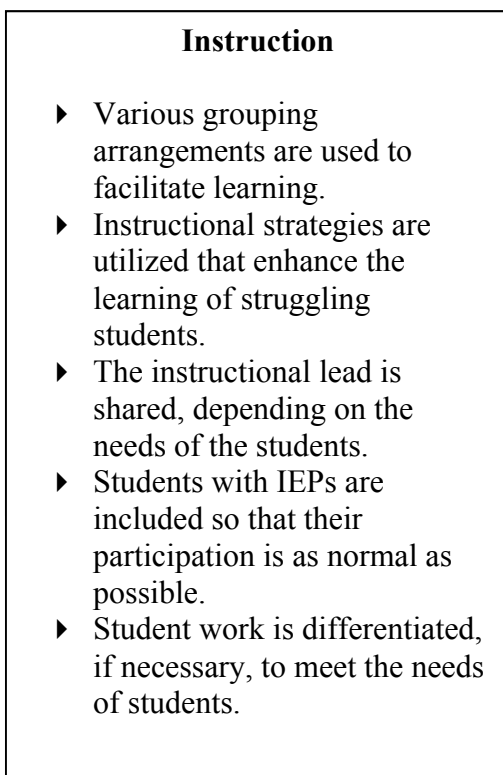 Instruction
‣ Various grouping
arrangements are used to
facilitate learning.
‣ Instructional strategies are
utilized that enhance the
learning of struggling
students.
‣ The instructional lead is
shared, depending on the
needs of the students.
‣ Students with IEPs are
included so that their
participation is as normal as
possible.
‣ Student work is differentiated,
if necessary, to meet the needs
of students.